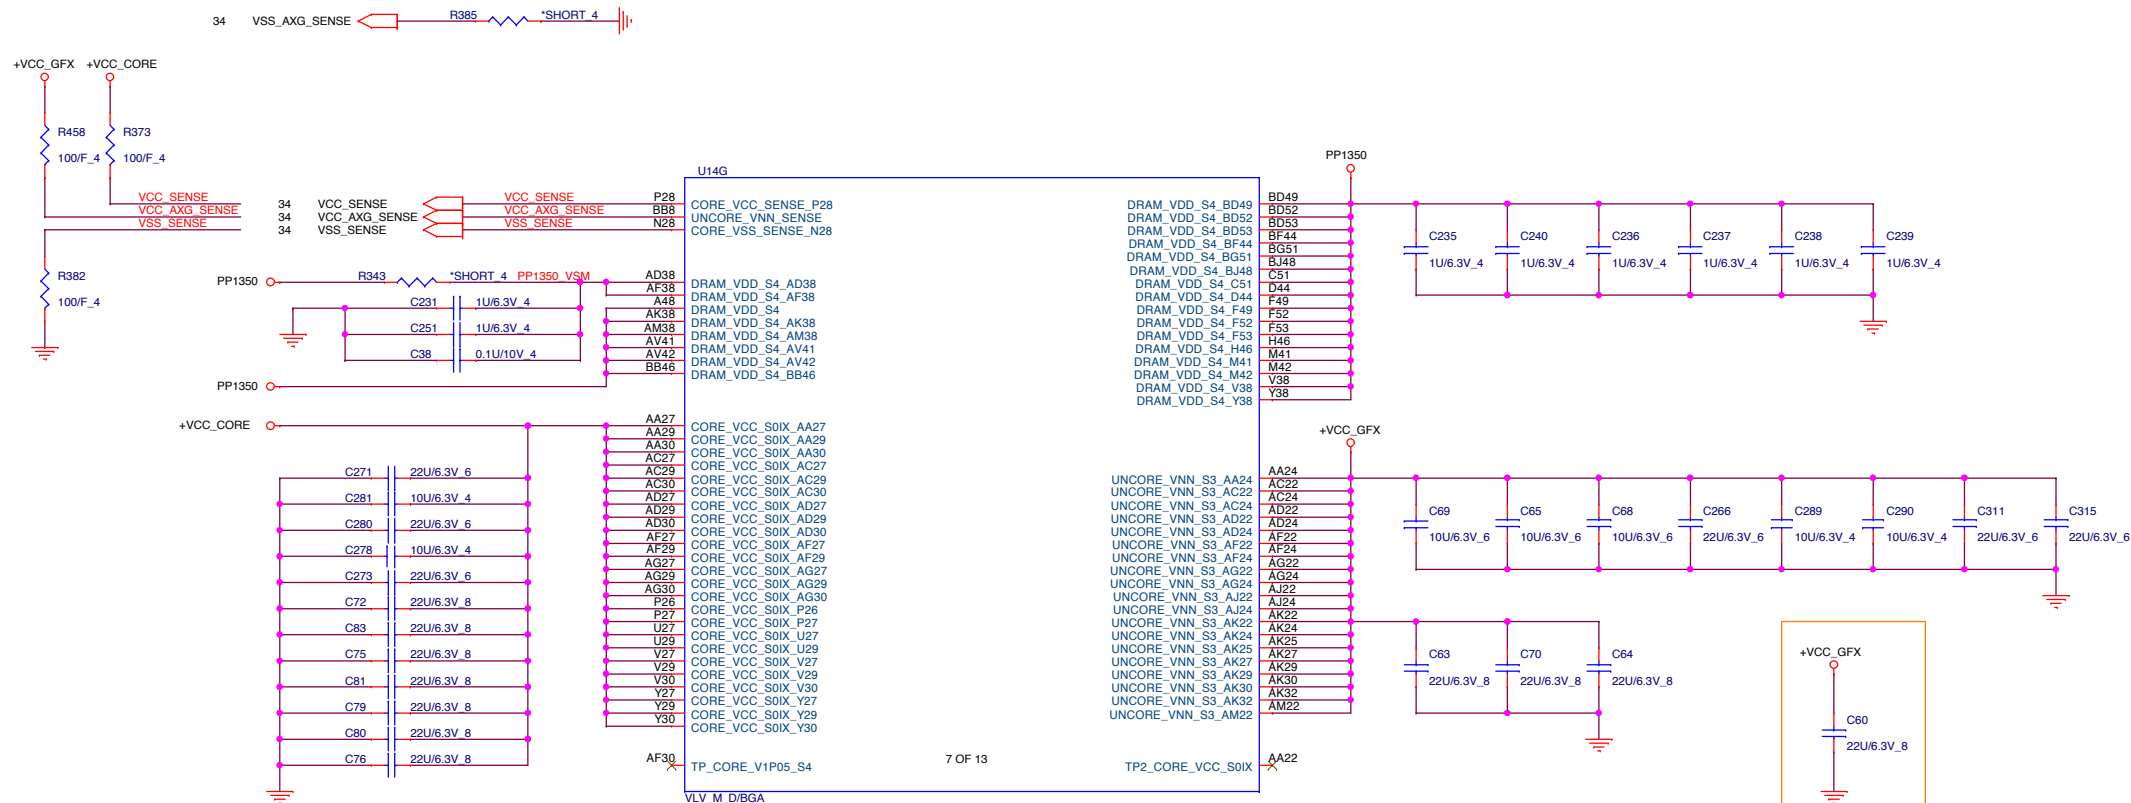 34 VSS_AXG_SENSE R385 *SHORT_4
+VCC_GFX +VCC_CORE
R458 R373
100/F_4 100/F_4
VCC_SENSE
VCC_AXG_SENSE
VSS_SENSE
R382
100/F_4
34 VCC_SENSE VCC_SENSE P28 CORE_VCC_SENSE_P28
34 VCC_AXG_SENSE VCC_AXG_SENSE BB8 UNCORE_VNN_SENSE
34 VSS_SENSE VSS_SENSE N28 CORE_VSS_SENSE_N28
U14G
PP1350 R343 *SHORT_4 PP1350_VSM
C231 1U/6.3V_4
C251 1U/6.3V_4
C38 0.1U/10V_4
PP1350
AD38 DRAM_VDD_S4_AD38
AF38 DRAM_VDD_S4_AF38
A48 DRAM_VDD_S4
AK38 DRAM_VDD_S4_AK38
AM38 DRAM_VDD_S4_AM38
AV41 DRAM_VDD_S4_AV41
AV42 DRAM_VDD_S4_AV42
BB46 DRAM_VDD_S4_BB46
+VCC_CORE
C271 22U/6.3V_6
C281 10U/6.3V_4
C280 22U/6.3V_6
C278 10U/6.3V_4
C273 22U/6.3V_6
C72 22U/6.3V_8
C83 22U/6.3V_8
C75 22U/6.3V_8
C81 22U/6.3V_8
C79 22U/6.3V_8
C80 22U/6.3V_8
C76 22U/6.3V_8
AA27 CORE_VCC_S0IX_AA27
AA29 CORE_VCC_S0IX_AA29
AA30 CORE_VCC_S0IX_AA30
AC27 CORE_VCC_S0IX_AC27
AC29 CORE_VCC_S0IX_AC29
AC30 CORE_VCC_S0IX_AC30
AD27 CORE_VCC_S0IX_AD27
AD29 CORE_VCC_S0IX_AD29
AD30 CORE_VCC_S0IX_AD30
AF27 CORE_VCC_S0IX_AF27
AF29 CORE_VCC_S0IX_AF29
AG27 CORE_VCC_S0IX_AG27
AG29 CORE_VCC_S0IX_AG29
AG30 CORE_VCC_S0IX_AG30
P26 CORE_VCC_S0IX_P26
P27 CORE_VCC_S0IX_P27
U27 CORE_VCC_S0IX_U27
U29 CORE_VCC_S0IX_U29
V27 CORE_VCC_S0IX_V27
V29 CORE_VCC_S0IX_V29
V30 CORE_VCC_S0IX_V30
Y27 CORE_VCC_S0IX_Y27
Y29 CORE_VCC_S0IX_Y29
Y30 CORE_VCC_S0IX_Y30
AF30 TP_CORE_V1P05_S4
7 OF 13
VLV_M_D/BGA
PP1350
DRAM_VDD_S4_BD49 BD49
DRAM_VDD_S4_BD52 BD52
DRAM_VDD_S4_BD53 BD53
DRAM_VDD_S4_BF44 BF44
DRAM_VDD_S4_BG51 BG51
DRAM_VDD_S4_BJ48 BJ48
DRAM_VDD_S4_C51 C51
DRAM_VDD_S4_D44 D44
DRAM_VDD_S4_F49 F49
DRAM_VDD_S4_F52 F52
DRAM_VDD_S4_F53 F53
DRAM_VDD_S4_H46 H46
DRAM_VDD_S4_M41 M41
DRAM_VDD_S4_M42 M42
DRAM_VDD_S4_V38 V38
DRAM_VDD_S4_Y38 Y38
C235 C240 C236 C237 C238 C239
1U/6.3V_4 1U/6.3V_4 1U/6.3V_4 1U/6.3V_4 1U/6.3V_4 1U/6.3V_4
+VCC_GFX
UNCORE_VNN_S3_AA24 AA24
UNCORE_VNN_S3_AC22 AC22
UNCORE_VNN_S3_AC24 AC24
UNCORE_VNN_S3_AD22 AD22
UNCORE_VNN_S3_AD24 AD24
UNCORE_VNN_S3_AF22 AF22
UNCORE_VNN_S3_AF24 AF24
UNCORE_VNN_S3_AG22 AG22
UNCORE_VNN_S3_AG24 AG24
UNCORE_VNN_S3_AJ22 AJ22
UNCORE_VNN_S3_AJ24 AJ24
UNCORE_VNN_S3_AK22 AK22
UNCORE_VNN_S3_AK24 AK24
UNCORE_VNN_S3_AK25 AK25
UNCORE_VNN_S3_AK27 AK27
UNCORE_VNN_S3_AK29 AK29
UNCORE_VNN_S3_AK30 AK30
UNCORE_VNN_S3_AK32 AK32
UNCORE_VNN_S3_AM22 AM22
TP2_CORE_VCC_S0IX AA22
C69 C65 C68 C266 C289 C290 C311 C315
10U/6.3V_6 10U/6.3V_6 10U/6.3V_6 22U/6.3V_6 10U/6.3V_4 10U/6.3V_4 22U/6.3V_6 22U/6.3V_6
C63 C70 C64
22U/6.3V_8 22U/6.3V_8 22U/6.3V_8
+VCC_GFX
C60
22U/6.3V_8